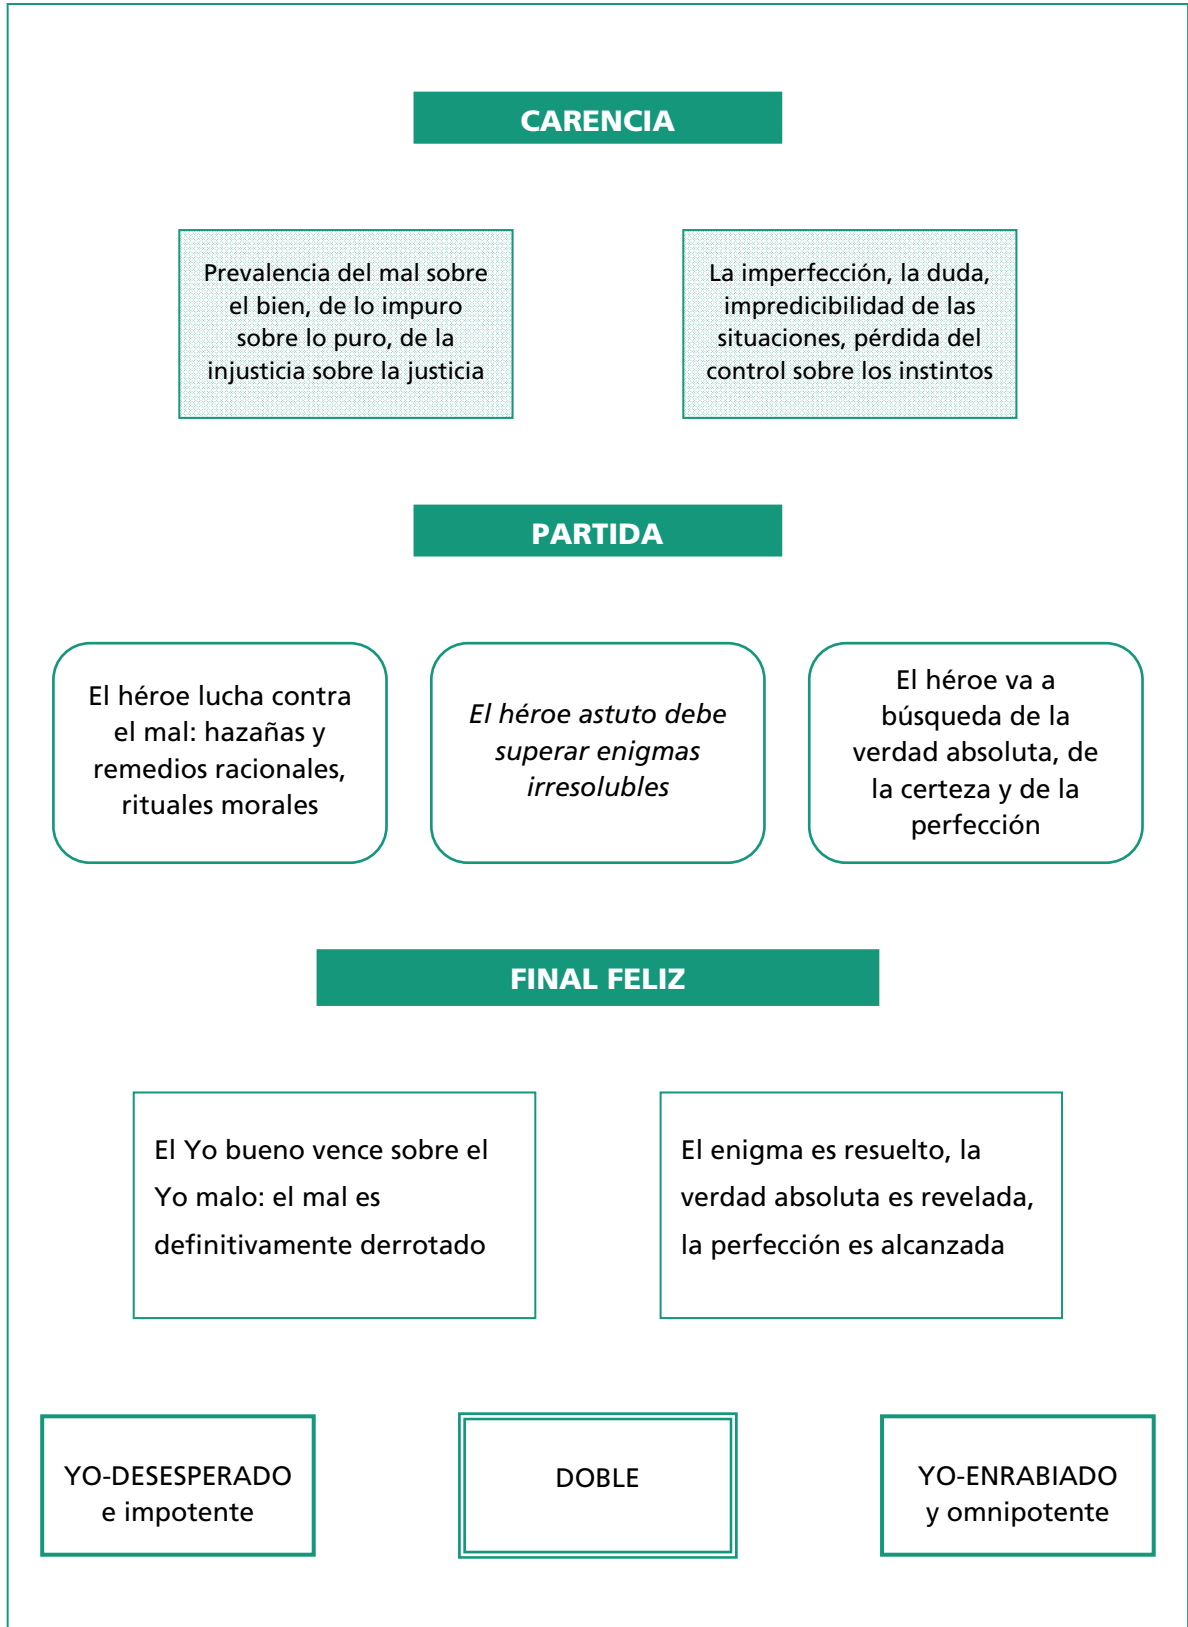 CARENCIA
Prevalencia del mal sobre
el bien, de lo impuro
sobre lo puro, de la
injusticia sobre la justicia
La imperfección, la duda,
impredicibilidad de las
situaciones, pérdida del
control sobre los instintos
PARTIDA
El héroe lucha contra
el mal: hazañas y
remedios racionales,
rituales morales
El héroe astuto debe
superar enigmas
irresolubles
El héroe va a
búsqueda de la
verdad absoluta, de
la certeza y de la
perfección
FINAL FELIZ
El Yo bueno vence sobre el
Yo malo: el mal es
definitivamente derrotado
El enigma es resuelto, la
verdad absoluta es revelada,
la perfección es alcanzada
YO-DESESPERADO
e impotente
DOBLE
YO-ENRABIADO
y omnipotente